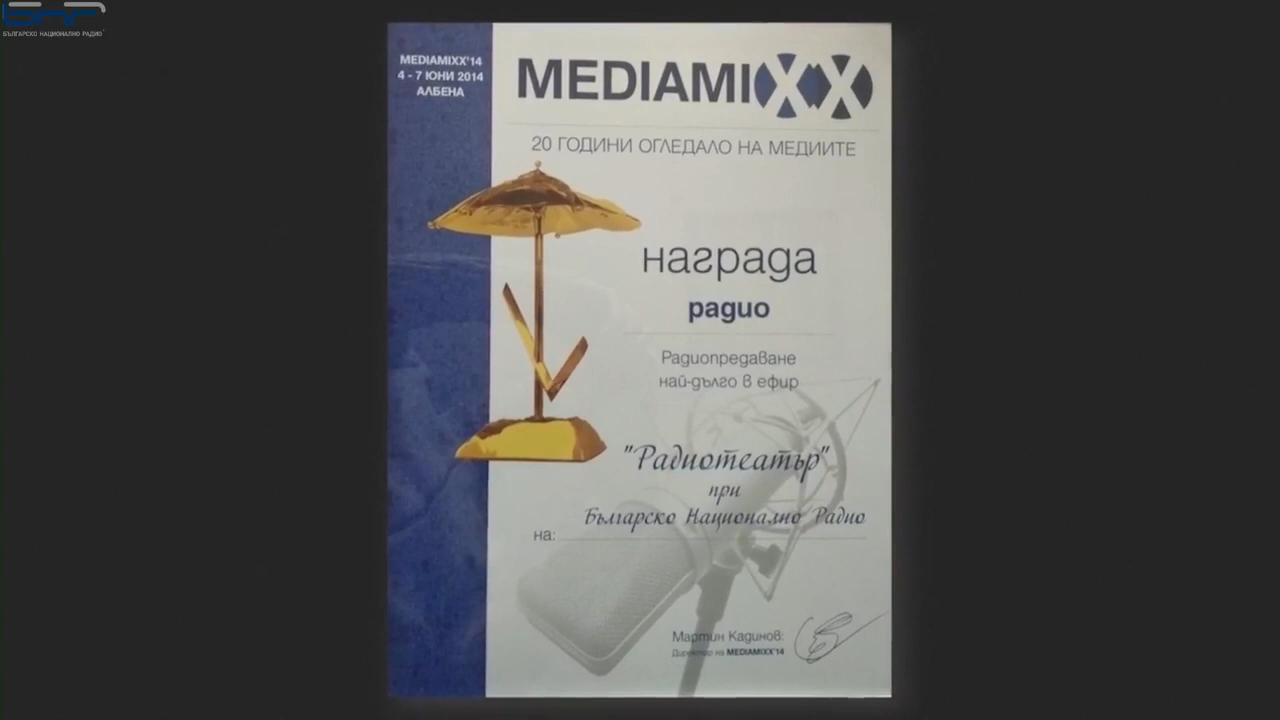 бнр
БЪЛГАРСКО НАЦИОНАЛНО РАДИО
MEDIAMIXX'14
4 - 7 ЮНИ 2014
АЛБЕНА
MEDIAMIXX
20 ГОДИНИ ОГЛЕДАЛО НА МЕДИИТЕ
награда
радио
Радиопредаване
най-дълго в ефир
"Радиотеатър"
при
Българско Национално Радио
на:
Мартин Кадинов:
Директор на MEDIAMIXX'14